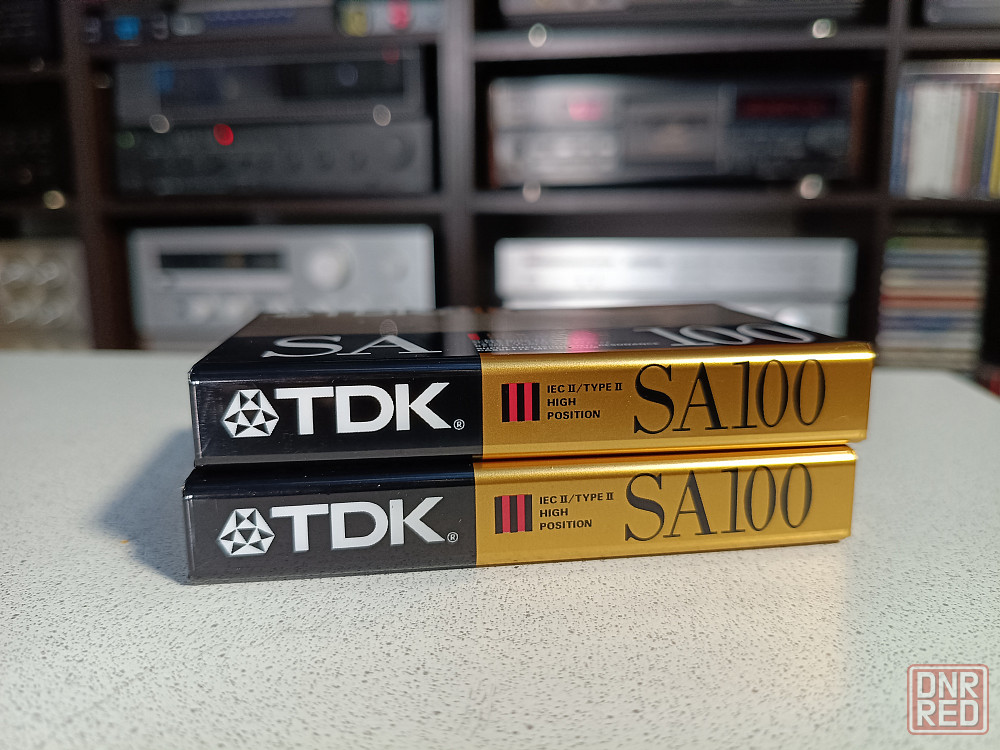 SA 100
TDK®
IEC II/TYPE II
HIGH
POSITION
SA100
TDK®
IEC II/TYPE II
HIGH
POSITION
SA100
DNR
RED